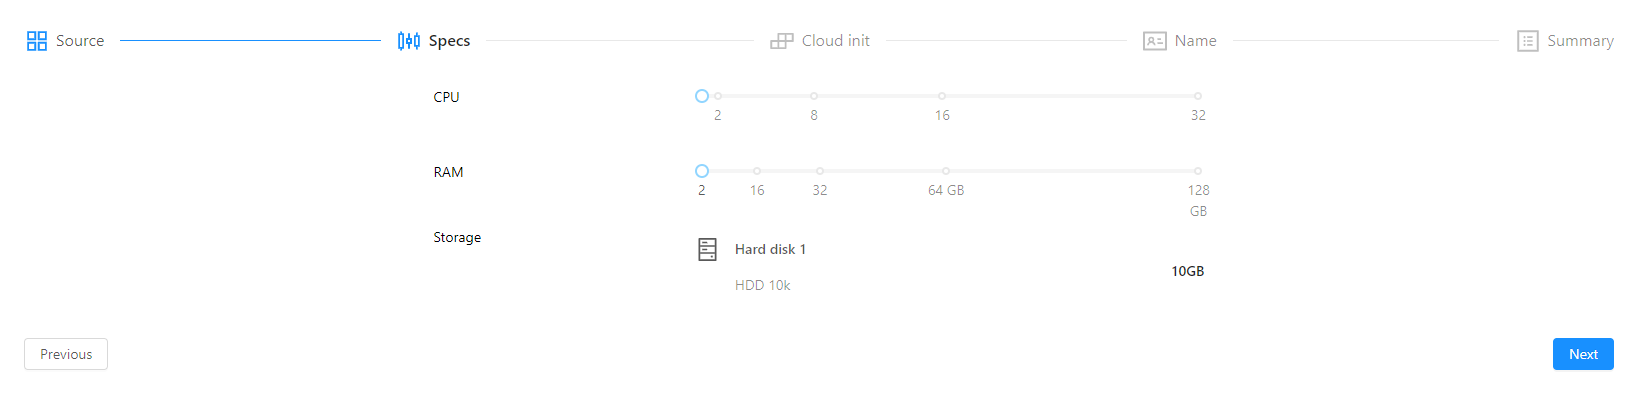 Source Specs Cloud init Name Summary
CPU
2 8 16 32
RAM
2 16 32 64 GB 128
GB
Storage
Hard disk 1
10GB
HDD 10k
Previous Next